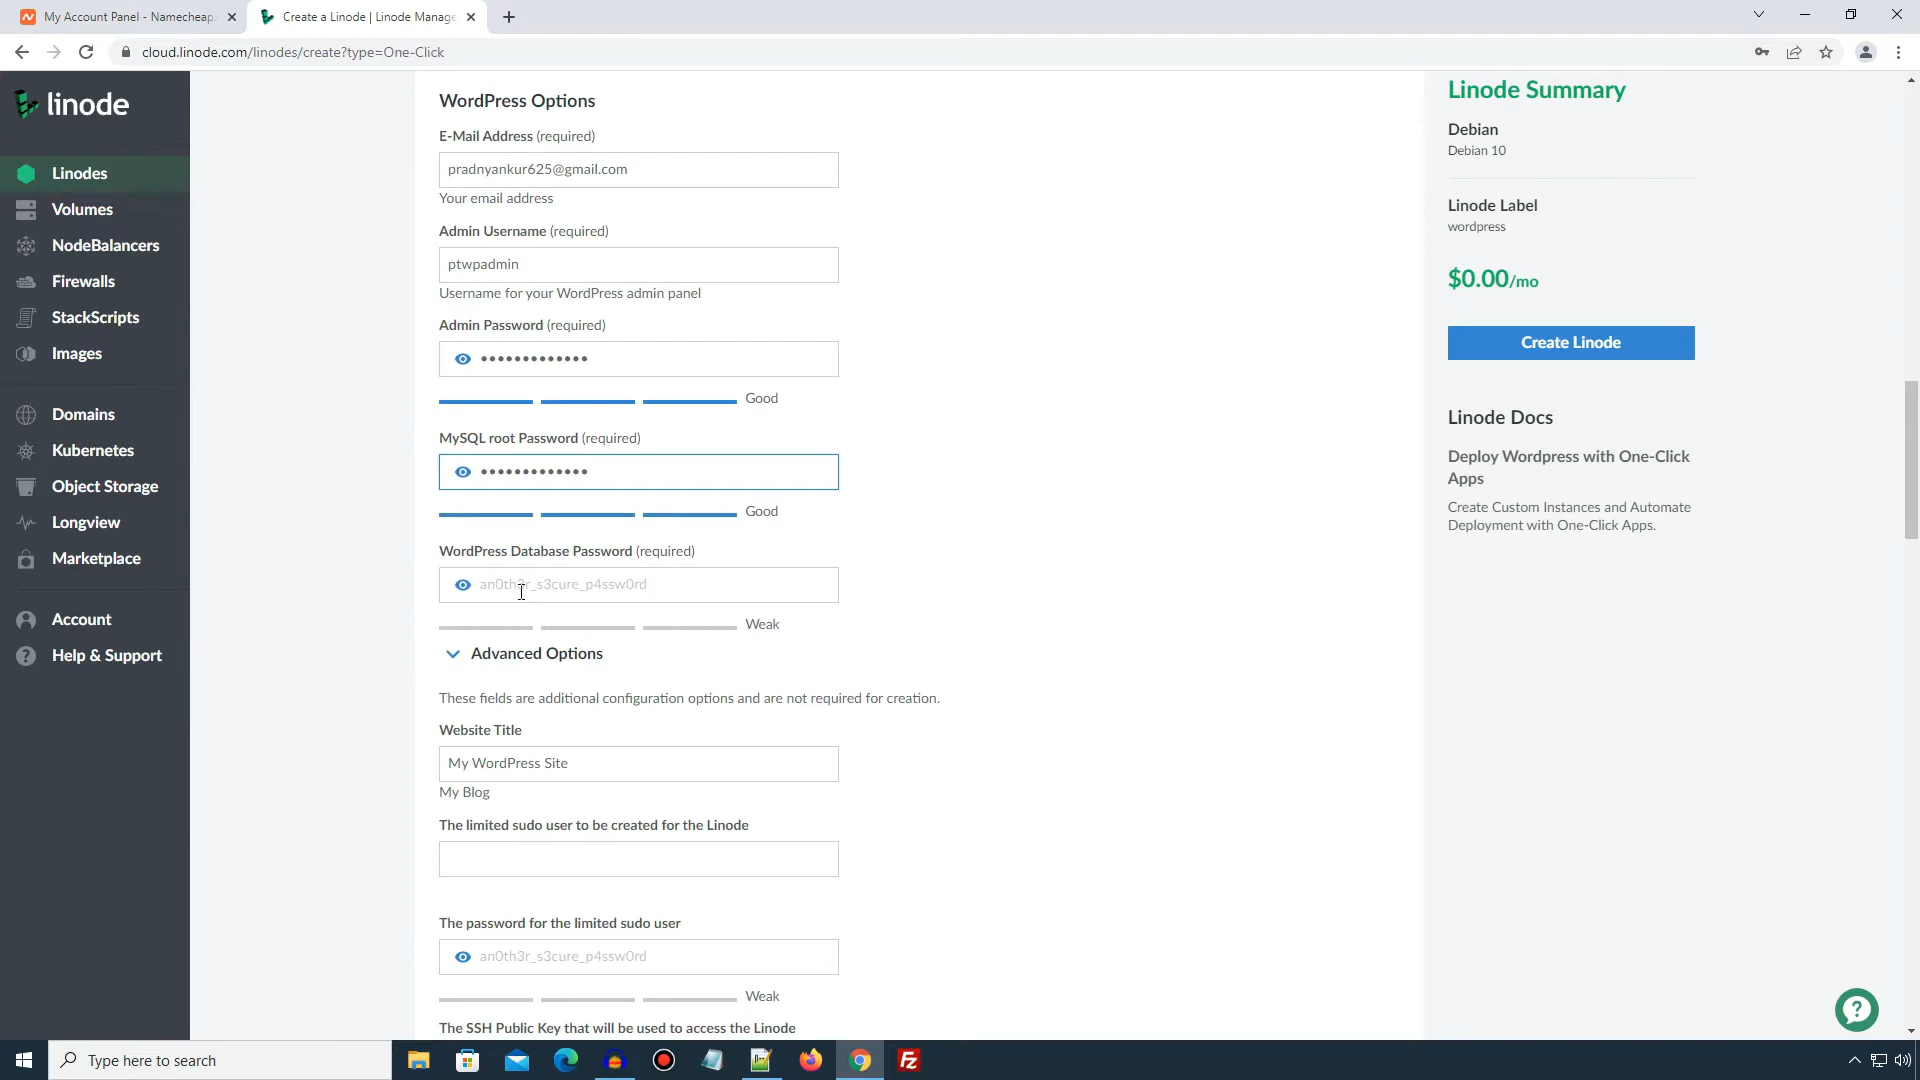 My Account Panel - Namecheap.
Create a Linode | Linode Manage
cloud.linode.com/linodes/create?type=One-Click
linode
Linodes
Volumes
NodeBalancers
Firewalls
StackScripts
Images
Domains
Kubernetes
Object Storage
Longview
Marketplace
Account
Help & Support
WordPress Options
E-Mail Address (required)
pradnyankur625@gmail.com
Your email address
Admin Username (required)
ptwpadmin
Username for your WordPress admin panel
Admin Password (required)
•••••••••••••
Good
MySQL root Password (required)
•••••••••••••
Good
WordPress Database Password (required)
an0th3r_s3cure_p4ssw0rd
Weak
Advanced Options
These fields are additional configuration options and are not required for creation.
Website Title
My WordPress Site
My Blog
The limited sudo user to be created for the Linode
The password for the limited sudo user
an0th3r_s3cure_p4ssw0rd
Weak
The SSH Public Key that will be used to access the Linode
Linode Summary
Debian
Debian 10
Linode Label
wordpress
$0.00/mo
Create Linode
Linode Docs
Deploy Wordpress with One-Click
Apps
Create Custom Instances and Automate
Deployment with One-Click Apps.
Type here to search